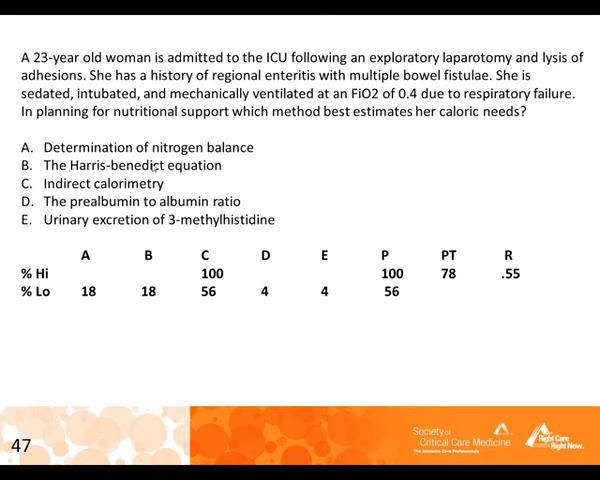 A 23-year old woman is admitted to the ICU following an exploratory laparotomy and lysis of
adhesions. She has a history of regional enteritis with multiple bowel fistulae. She is
sedated, intubated, and mechanically ventilated at an FiO2 of 0.4 due to respiratory failure.
In planning for nutritional support which method best estimates her caloric needs?
A. Determination of nitrogen balance
B. The Harris-benedict equation
C. Indirect calorimetry
D. The prealbumin to albumin ratio
E. Urinary excretion of 3-methylhistidine
A B C D E P PT R
% Hi 100 100 78 .55
% Lo 18 18 56 4 4 56
47
Society of
Critical Care Medicine
The Intensive Care Professionals
Right Care
Right Now.